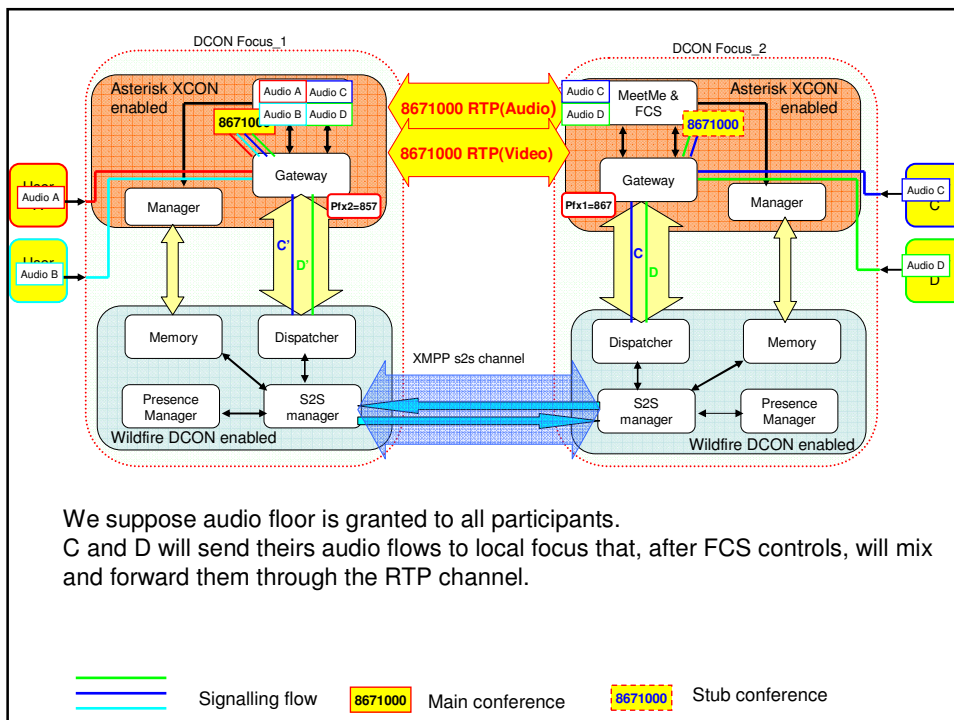 DCON Focus_1
DCON Focus_2
Asterisk XCON
enabled
Audio A
Audio C
Audio B
Audio D
867100
Gateway
Manager
Pfx2=857
C'
D'
Audio A
Audio B
8671000 RTP(Audio)
8671000 RTP(Video)
Audio C
Audio D
MeetMe &
FCS
Asterisk XCON
enabled
8671000
Gateway
Pfx1=867
Manager
C
D
Audio C
C
Audio D
D
Memory
Dispatcher
Presence
Manager
S2S
manager
Wildfire DCON enabled
XMPP s2s channel
Dispatcher
Memory
S2S
manager
Presence
Manager
Wildfire DCON enabled
We suppose audio floor is granted to all participants.
C and D will send theirs audio flows to local focus that, after FCS controls, will mix
and forward them through the RTP channel.
Signalling flow
8671000
Main conference
8671000
Stub conference